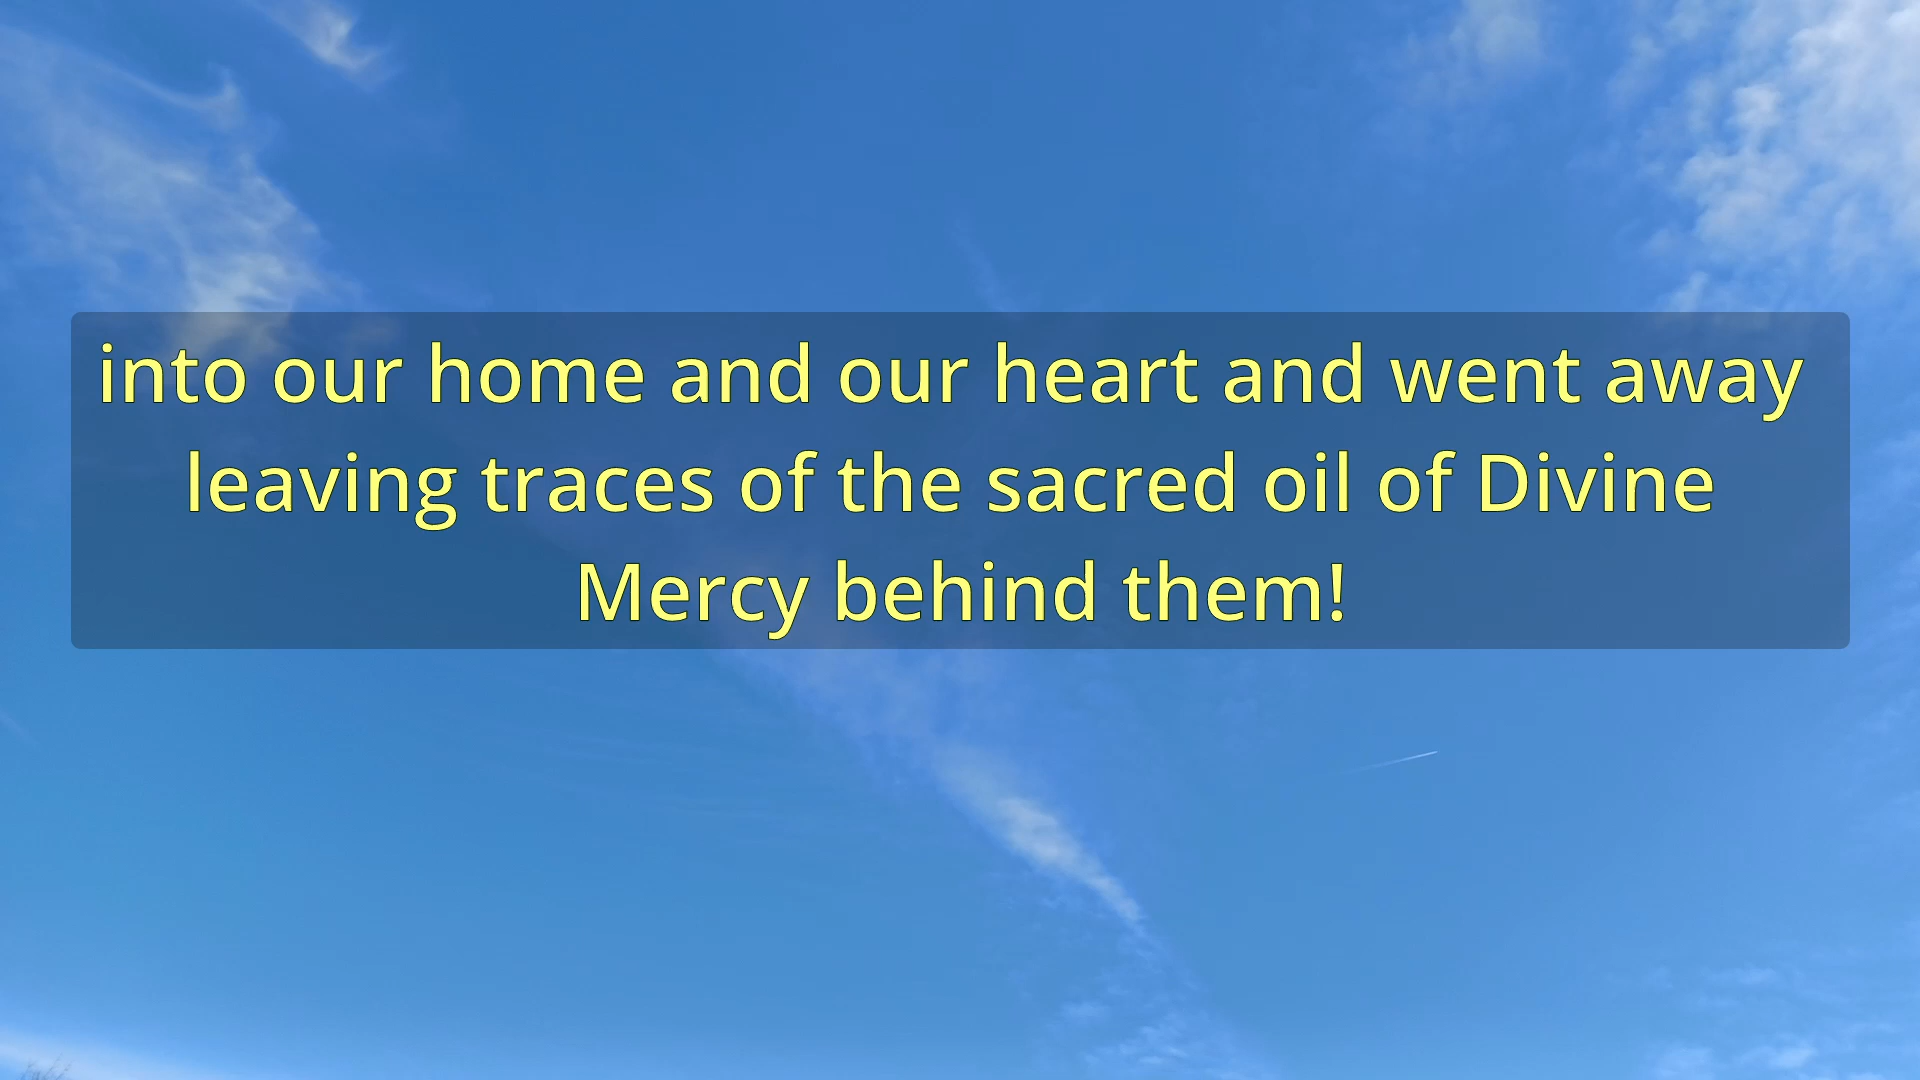 into our home and our heart and went away
leaving traces of the sacred oil of Divine
Mercy behind them!